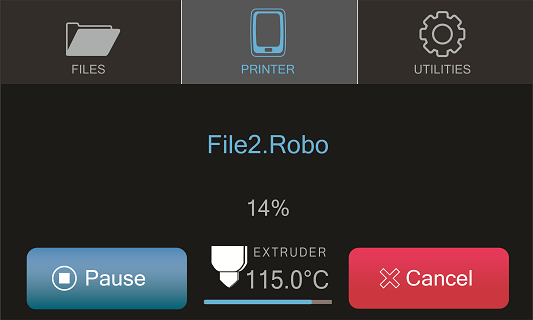 FILES
PRINTER
UTILITIES
File2.Robo
14%
Pause
EXTRUDER
115.0°C
Cancel